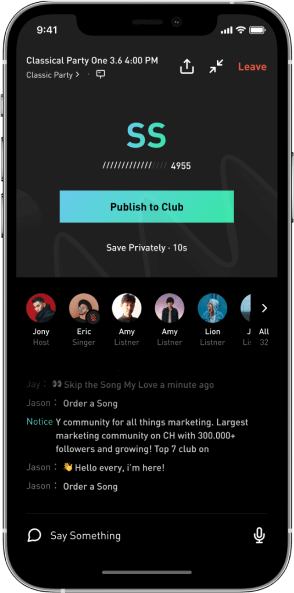 9:41
Classical Party One 3.6 4:00 PM
Leave
Classic Party >
SS
4955
Publish to Club
Save Privately · 10s
Jony Eric Amy Amy Lion J All
Host Singer Listner Listner Listner Li 32
Jay : 👀 Skip the Song My Love a minute ago
Jason : Order a Song
Notice Y community for all things marketing. Largest
marketing community on CH with 300.000+
followers and growing! Top 7 club on
Jason : 👋 Hello every, i'm here!
Jason : Order a Song
Say Something